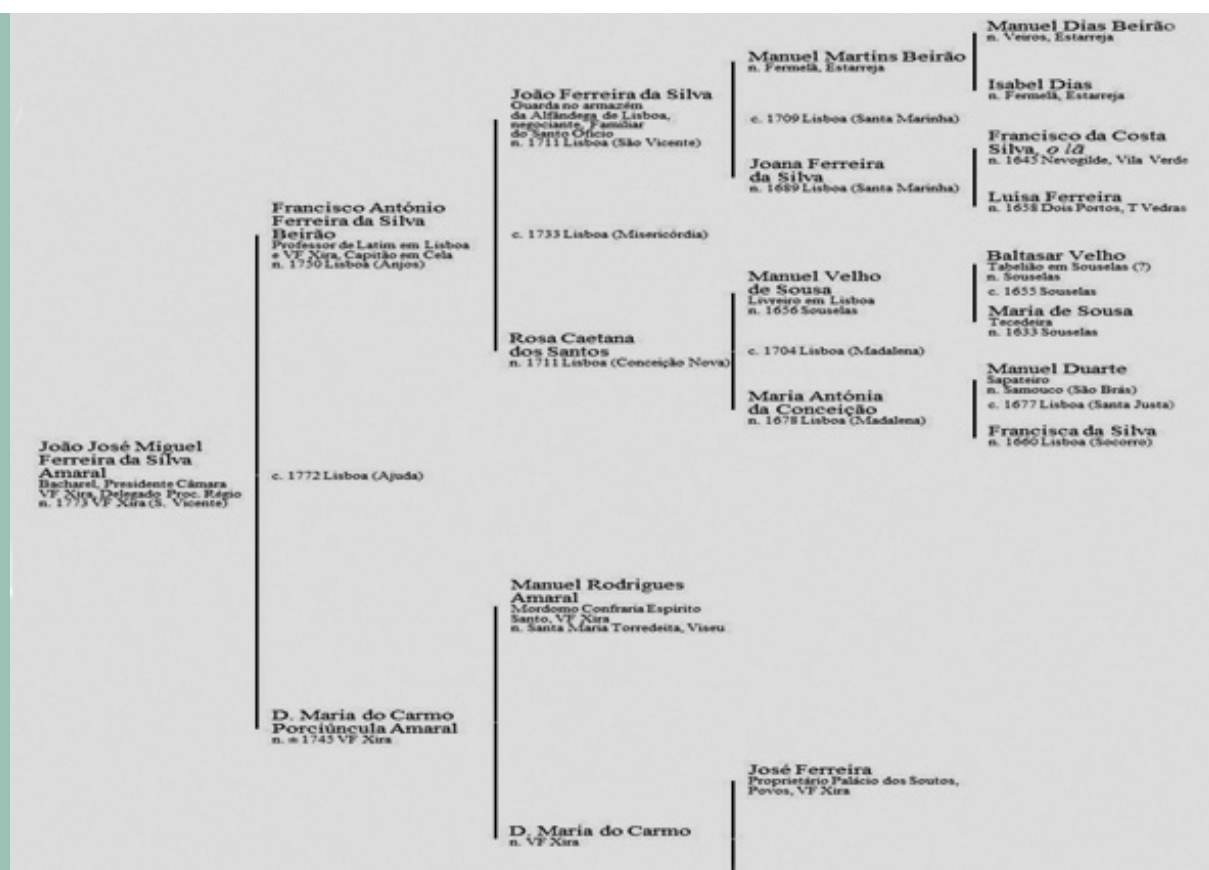 João José Miguel
Ferreira da Silva
Amaral
Bacharel, Presidente Câmara
VF Xira, Delegado Proc. Régio
n. 1773 VF Xira (S. Vicente)
Francisco António
Ferreira da Silva
Beirão
Professor de Latim em Lisboa
e VF Xira, Capitão em Cela
n. 1750 Lisboa (Anjos)
c. 1772 Lisboa (Ajuda)
D. Maria do Carmo
Porciúncula Amaral
n. ± 1745 VF Xira
João Ferreira da Silva
Guarda no armazém
da Alfândega de Lisboa,
negociante, Familiar
do Santo Ofício
n. 1711 Lisboa (São Vicente)
c. 1733 Lisboa (Misericórdia)
Rosa Caetana
dos Santos
n. 1711 Lisboa (Conceição Nova)
Manuel Rodrigues
Amaral
Mordomo Confraria Espírito
Santo, VF Xira
n. Santa Maria Torredeita, Viseu
D. Maria do Carmo
n. VF Xira
Manuel Martins Beirão
n. Fermelã, Estarreja
c. 1709 Lisboa (Santa Marinha)
Joana Ferreira
da Silva
n. 1689 Lisboa (Santa Marinha)
Manuel Velho
de Sousa
Livreiro em Lisboa
n. 1656 Souselas
c. 1704 Lisboa (Madalena)
Maria Antónia
da Conceição
n. 1678 Lisboa (Madalena)
José Ferreira
Proprietário Palácio dos Soutos,
Povos, VF Xira
Manuel Dias Beirão
n. Veiros, Estarreja
Isabel Dias
n. Fermelã, Estarreja
Francisco da Costa
Silva, o lã
n. 1645 Nevogilde, Vila Verde
Luísa Ferreira
n. 1658 Dois Portos, T Vedras
Baltasar Velho
Tabelião em Souselas (?)
n. Souselas
c. 1655 Souselas
Maria de Sousa
Tecedeira
n. 1633 Souselas
Manuel Duarte
Sapateiro
n. Samouco (São Brás)
c. 1677 Lisboa (Santa Justa)
Francisca da Silva
n. 1660 Lisboa (Socorro)